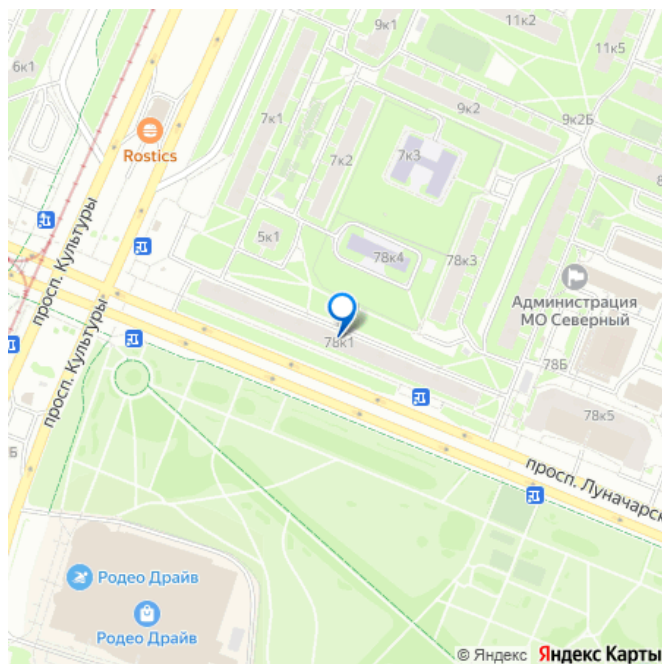 9к1
11к2
11к5
6к1
9к2
9к2Б
7к1
Rostics
7к2
7к3
просп. Культуры
5к1
78к4
78к3
Администрация
МО Северный
78к1
78Б
просп. Культуры
78к5
просп. Луначарск
Родео Драйв
Родео Драйв
© Яндекс Яндекс Карты